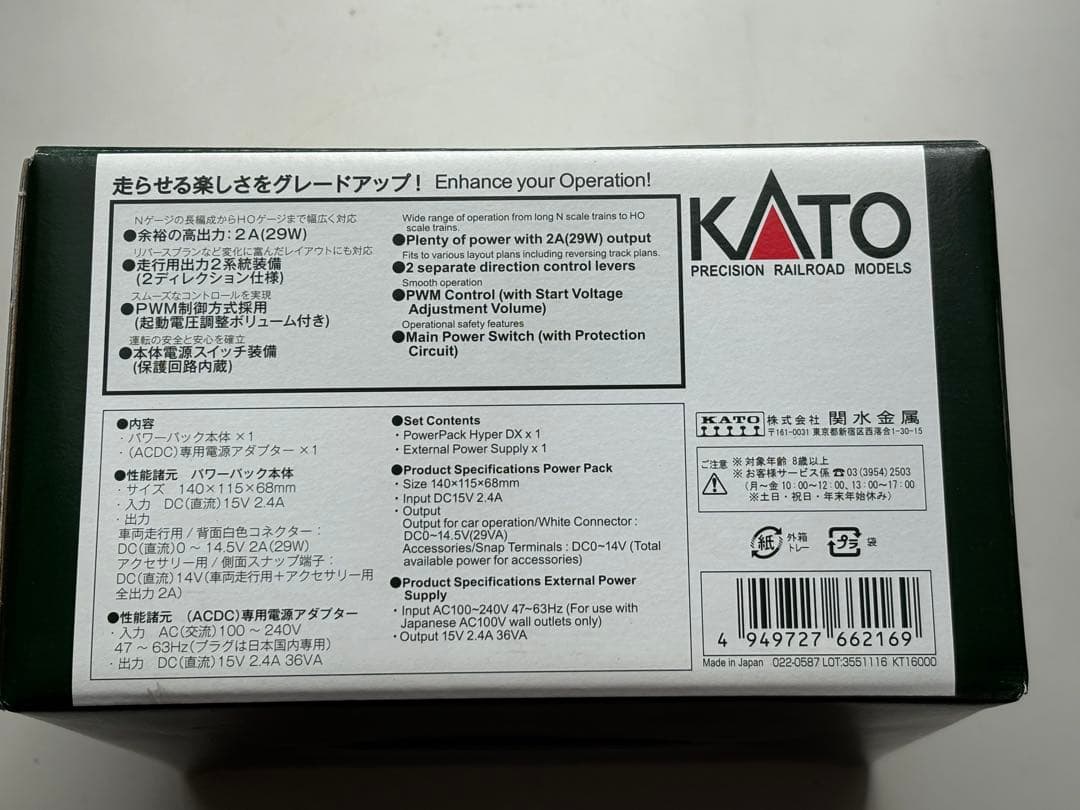 走らせる楽しさをグレードアップ! Enhance your Operation!
Nゲージの長編成からHOゲージまで幅広く対応
●余裕の高出力:2A(29W)
リバースプランなど変化に富んだレイアウトにも対応
●走行用出力2系統装備
(2ディレクション仕様)
スムーズなコントロールを実現
●PWM制御方式採用
(起動電圧調整ボリューム付き)
運転の安全と安心を確立
●本体電源スイッチ装備
(保護回路内蔵)
Wide range of operation from long N scale trains to HO
scale trains.
●Plenty of power with 2A(29W) output
Fits to various layout plans including reversing track plans.
●2 separate direction control levers
Smooth operation
●PWM Control (with Start Voltage
Adjustment Volume)
Operational safety features
●Main Power Switch (with Protection
Circuit)
KATO
PRECISION RAILROAD MODELS
●内容
・パワーパック本体 ×1
・(ACDC)専用電源アダプター ×1
●性能諸元 パワーパック本体
・サイズ 140×115×68mm
・入力 DC(直流)15V 2.4A
・出力
車両走行用/背面白色コネクター:
DC(直流)0~14.5V 2A(29W)
アクセサリー用/側面スナップ端子:
DC(直流)14V(車両走行用+アクセサリー用
全出力2A)
●性能諸元 (ACDC)専用電源アダプター
・入力 AC(交流)100~240V
47~63Hz(プラグは日本国内専用)
・出力 DC(直流)15V 2.4A 36VA
●Set Contents
・PowerPack Hyper DX x 1
・External Power Supply x 1
●Product Specifications Power Pack
・Size 140×115×68mm
・Input DC15V 2.4A
・Output
Output for car operation/White Connector :
DC0~14.5V(29VA)
Accessories/Snap Terminals : DC0~14V (Total
available power for accessories)
●Product Specifications External Power
Supply
・Input AC100~240V 47~63Hz (For use with
Japanese AC100V wall outlets only)
・Output 15V 2.4A 36VA
KATO 株式会社 関水金属
〒161-0031 東京都新宿区西落合1-30-15
ご注意
※対象年齢 8歳以上
※お客様サービス係 ☎03(3954)2503
(月~金 10:00~12:00、13:00~17:00
※土日・祝日・年末年始休み)
紙 外箱
トレー
プラ 袋
4 949727 662169
Made in Japan 022-0587 LOT:3551116 KT16000